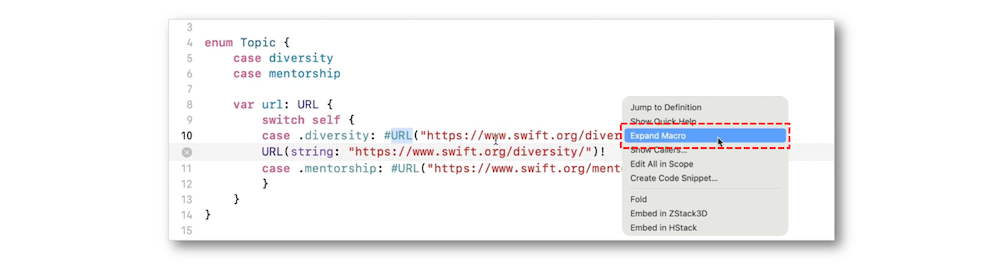 3
4 enum Topic {
5 case diversity
6 case mentorship
7
8 var url: URL {
9 switch self {
10 case .diversity: #URL("https://www.swift.org/diver
URL(string: "https://www.swift.org/diversity/")!
11 case .mentorship: #URL("https://www.swift.org/ment
12 }
13 }
14 }
15
Jump to Definition
Show Quick Help
Expand Macro
Show Callers...
Edit All in Scope
Create Code Snippet...
Fold
Embed in ZStack3D
Embed in HStack